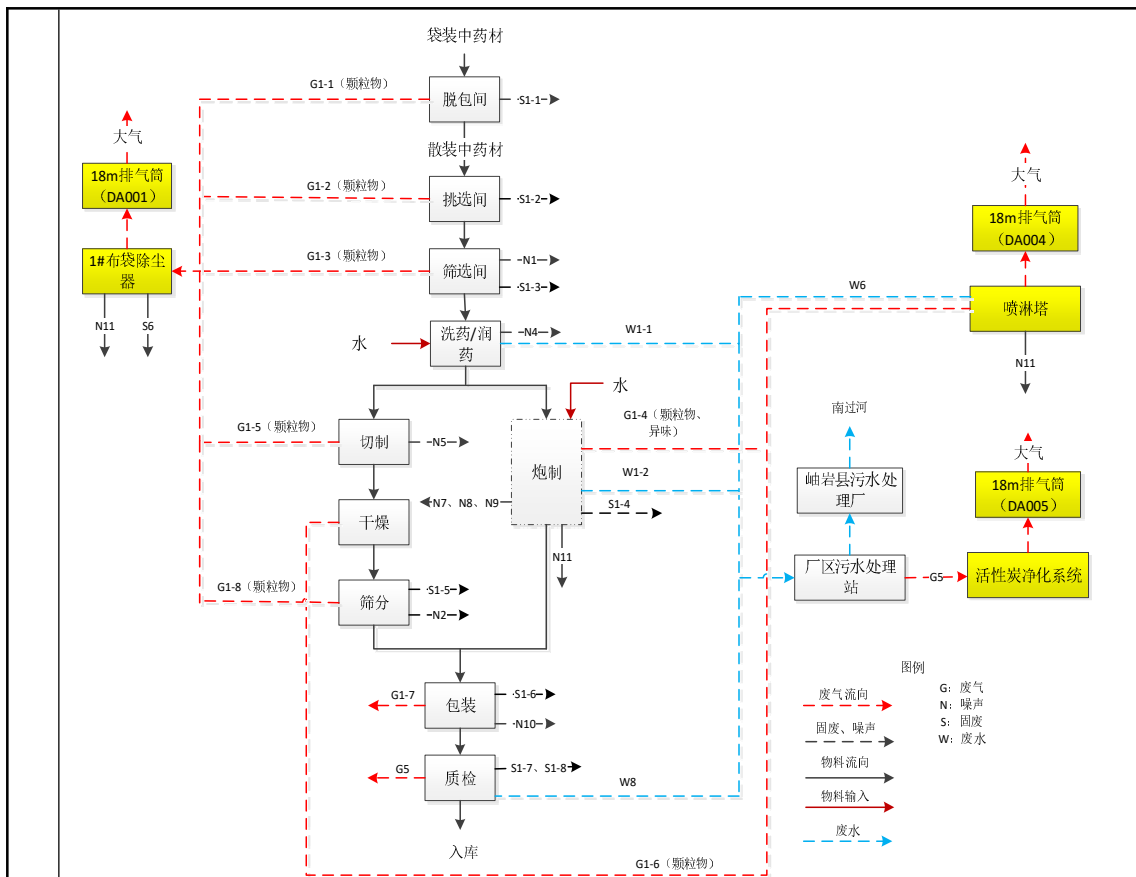 袋装中药材
G1-1（颗粒物）
脱包间
S1-1
大气
散装中药材
18m排气筒
（DA001）
G1-2（颗粒物）
挑选间
S1-2
大气
18m排气筒
（DA004）
1#布袋除尘
器
G1-3（颗粒物）
筛选间
N1
S1-3
W6
喷淋塔
N11
S6
水
洗药/润
药
N4
W1-1
N11
水
南过河
G1-4（颗粒物、
异味）
G1-5（颗粒物）
切制
N5
炮制
大气
W1-2
岫岩县污水处
理厂
18m排气筒
（DA005）
N7、N8、N9
S1-4
干燥
N11
G1-8（颗粒物）
厂区污水处理
站
G5
活性炭净化系统
筛分
S1-5
N2
图例
G：废气
N：噪声
S：固废
W：废水
废气流向
固废、噪声
物料流向
物料输入
废水
G1-7
包装
S1-6
N10
G5
质检
S1-7、S1-8
W8
入库
G1-6（颗粒物）